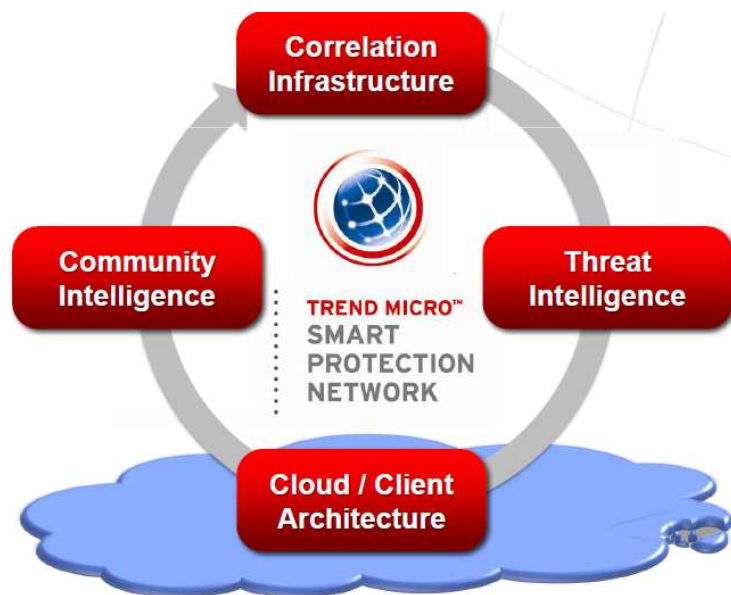 Correlation
Infrastructure
Community
Intelligence
Threat
Intelligence
TREND MICRO™
SMART
PROTECTION
NETWORK
Cloud / Client
Architecture